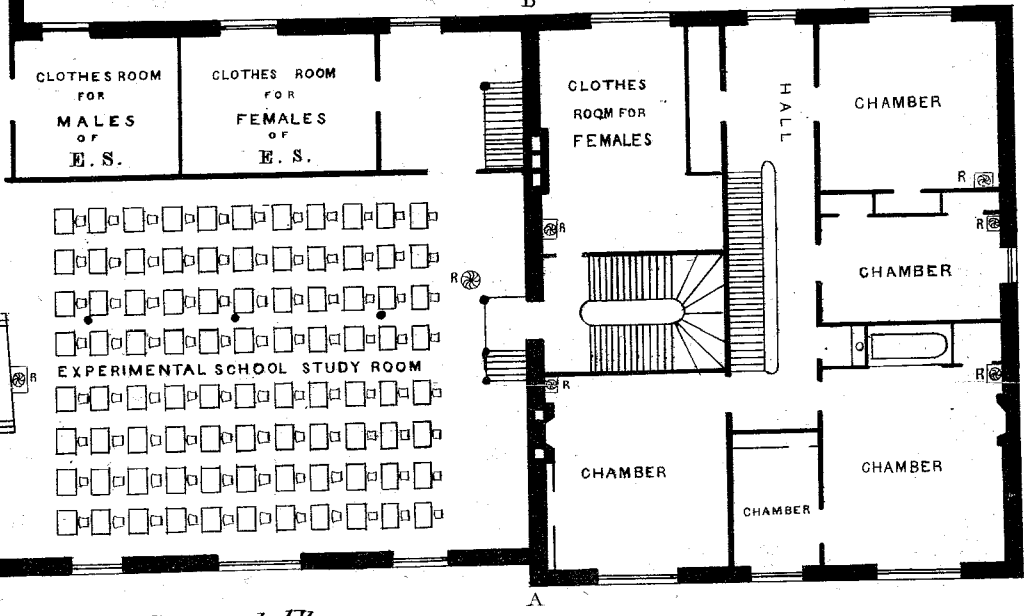 B
CLOTHES ROOM
FOR
MALES
OF
E. S.
CLOTHES ROOM
FOR
FEMALES
OF
E. S.
CLOTHES
ROOM FOR
FEMALES
HALL
CHAMBER
R
R
R
CHAMBER
R
EXPERIMENTAL SCHOOL STUDY ROOM
R
R
R
CHAMBER
CHAMBER
CHAMBER
A